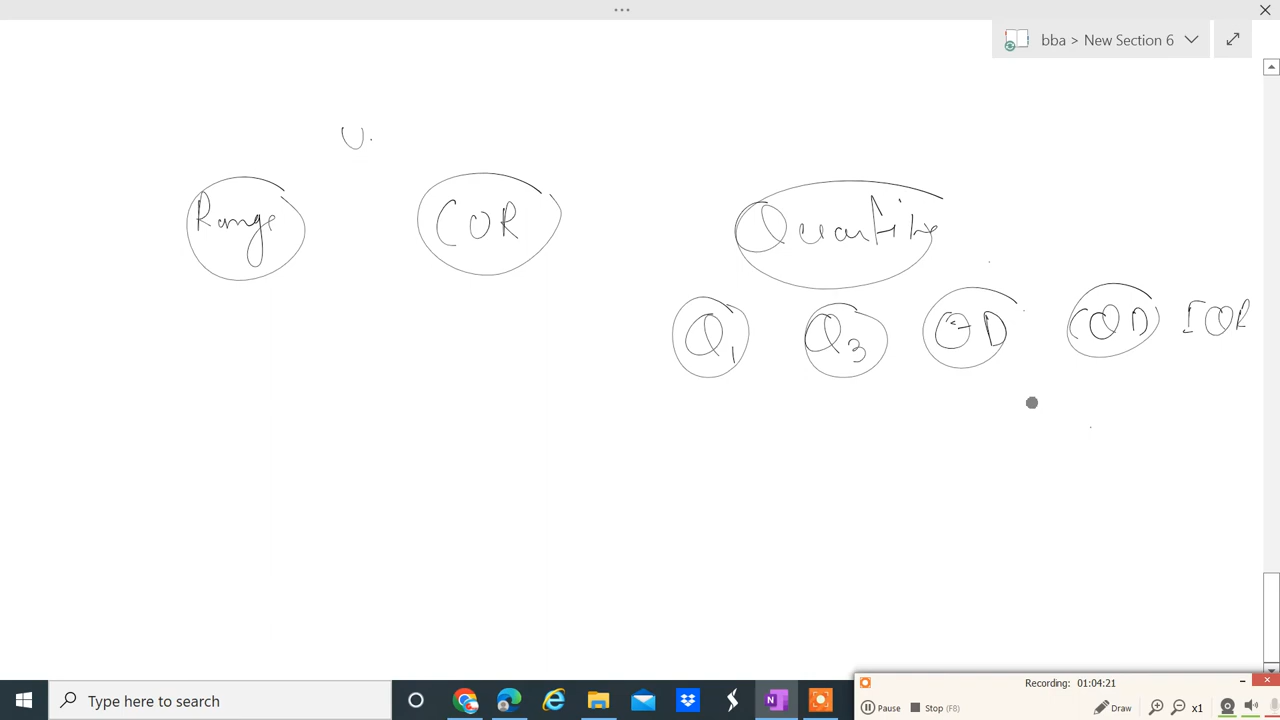 bba > New Section 6
U.
Range COR Quartile
Q1 Q3 QD CQD IQR
Type here to search
Recording: 01:04:21
Pause Stop (F8) Draw x1